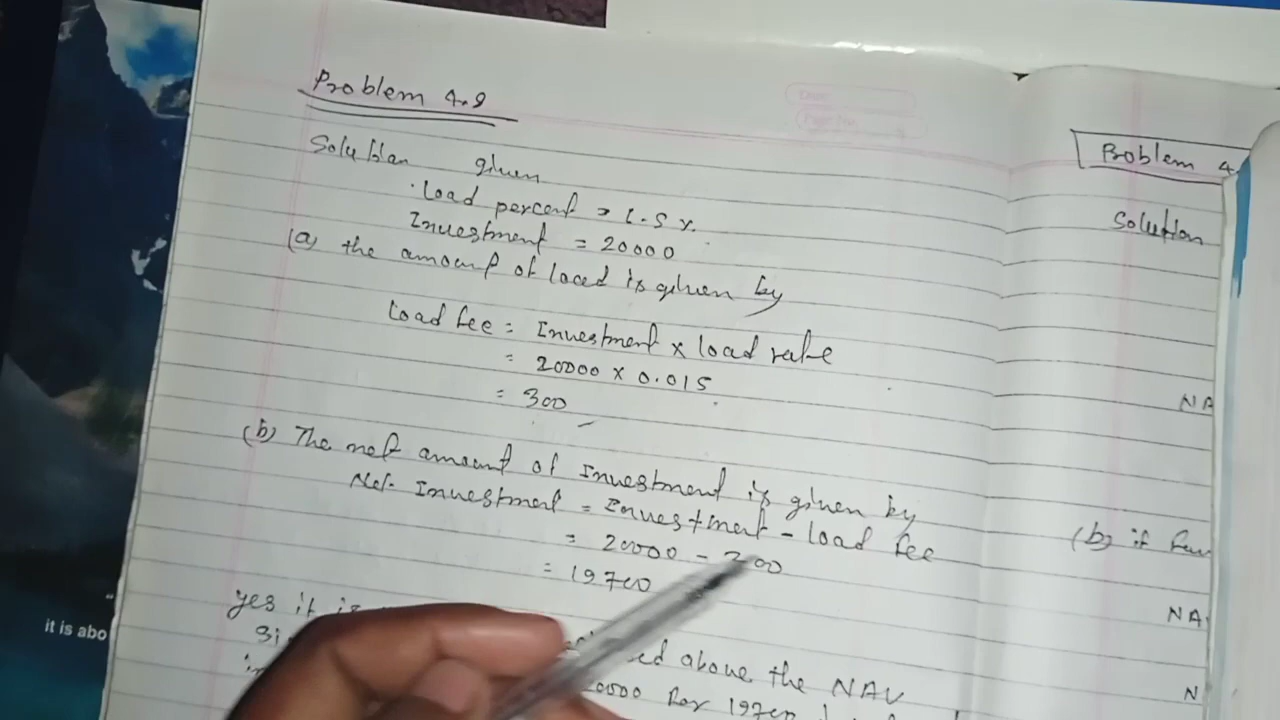 Problem 4.9
Solution given
Load percent = 1.5 %.
Investment = 20000
(a) the amount of load is given by
Load fee = Investment × load rate
= 20000 × 0.015
= 300
(b) The net amount of Investment is given by
Net Investment = Investment - load fee
= 20000 - 300
= 19700
yes it is
above the NAV
20000 for 19700
it is abo
Problem 4
Solution
NA
(b) if
NA
N